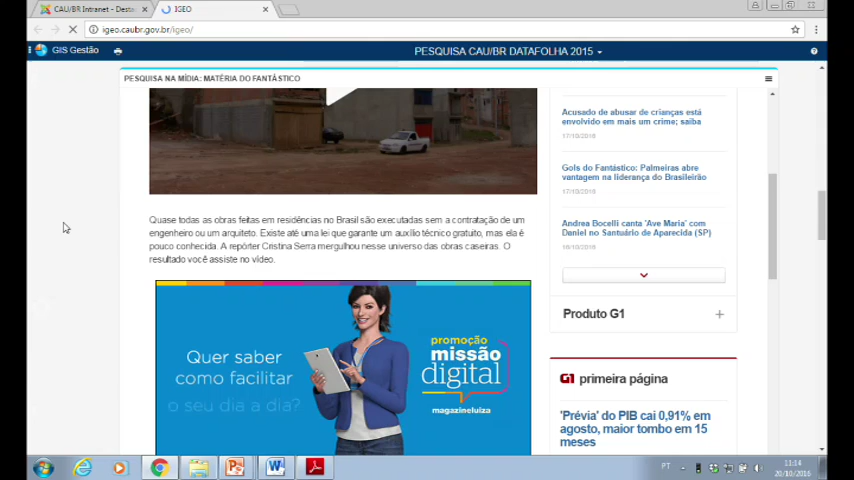 CAU/BR Intranet - Desta
IGEO
igeo.caubr.gov.br/igeo/
GIS Gestão
PESQUISA CAU/BR DATAFOLHA 2015
PESQUISA NA MÍDIA: MATÉRIA DO FANTÁSTICO
Quase todas as obras feitas em residências no Brasil são executadas sem a contratação de um
engenheiro ou um arquiteto. Existe até uma lei que garante um auxílio técnico gratuito, mas ela é
pouco conhecida. A repórter Cristina Serra mergulhou nesse universo das obras caseiras. O
resultado você assiste no vídeo.
Quer saber
como facilitar
o seu dia a dia?
promoção
missão
digital
magazineluiza
Acusado de abusar de crianças está
envolvido em mais um crime; saiba
17/10/2016
Gols do Fantástico: Palmeiras abre
vantagem na liderança do Brasileirão
17/10/2016
Andrea Bocelli canta 'Ave Maria' com
Daniel no Santuário de Aparecida (SP)
16/10/2016
Produto G1
G1 primeira página
'Prévia' do PIB cai 0,91% em
agosto, maior tombo em 15
meses
PT
11:14
20/10/2016